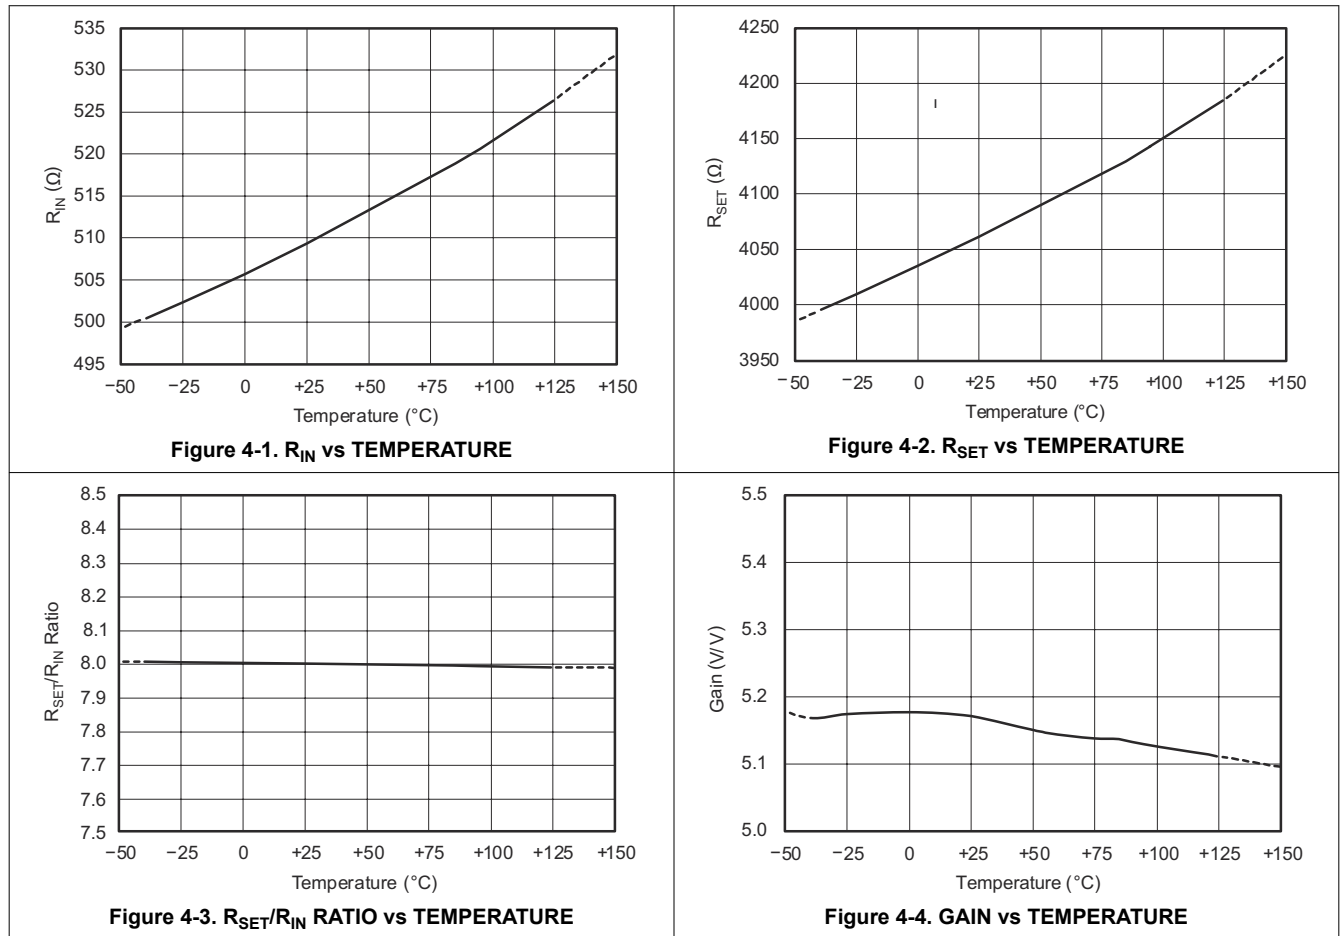 535
530
525
520
515
510
505
500
495
R_IN (Ω)
−50 −25 0 +25 +50 +75 +100 +125 +150
Temperature (°C)
Figure 4-1. R_IN vs TEMPERATURE
4250
4200
4150
4100
4050
4000
3950
R_SET (Ω)
−50 −25 0 +25 +50 +75 +100 +125 +150
Temperature (°C)
Figure 4-2. R_SET vs TEMPERATURE
8.5
8.4
8.3
8.2
8.1
8.0
7.9
7.8
7.7
7.6
7.5
R_SET/R_IN Ratio
−50 −25 0 +25 +50 +75 +100 +125 +150
Temperature (°C)
Figure 4-3. R_SET/R_IN RATIO vs TEMPERATURE
5.5
5.4
5.3
5.2
5.1
5.0
Gain (V/V)
−50 −25 0 +25 +50 +75 +100 +125 +150
Temperature (°C)
Figure 4-4. GAIN vs TEMPERATURE